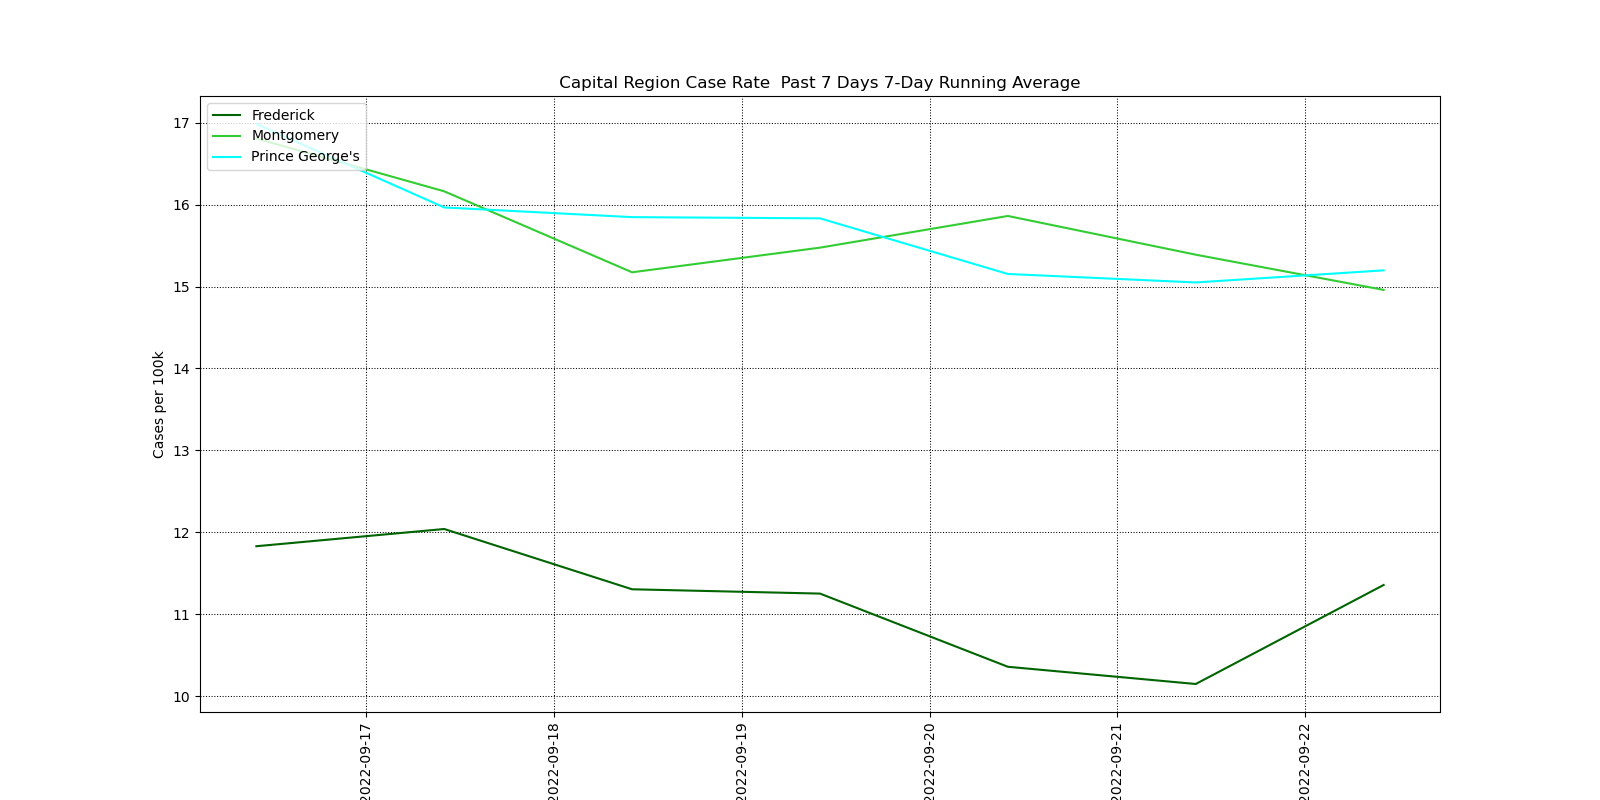 Capital Region Case Rate  Past 7 Days 7-Day Running Average
Frederick
Montgomery
Prince George's
Cases per 100k
17
16
15
14
13
12
11
10
2022-09-17
2022-09-18
2022-09-19
2022-09-20
2022-09-21
2022-09-22